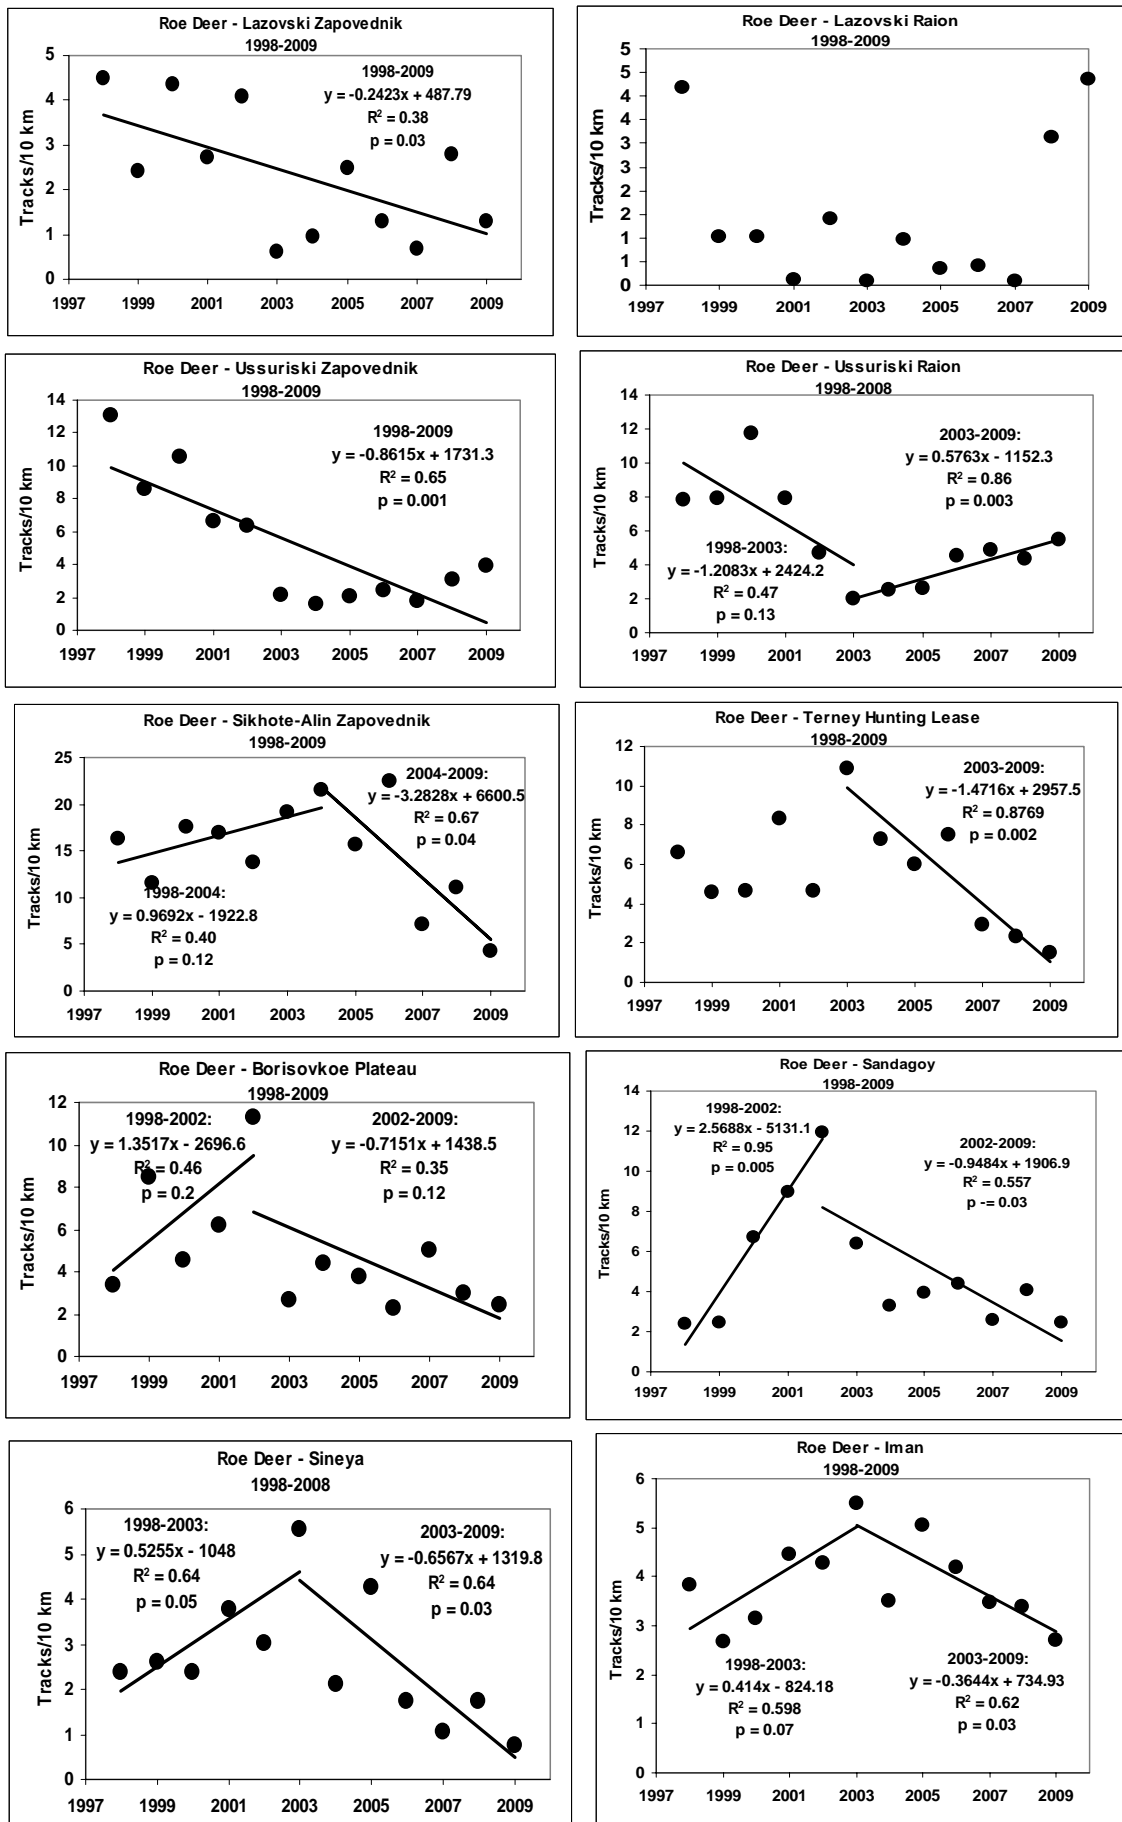 Roe Deer - Lazovski Zapovednik
1998-2009
Tracks/10 km
5
4
3
2
1
0
1998-2009
y = -0.2423x + 487.79
R² = 0.38
p = 0.03
1997 1999 2001 2003 2005 2007 2009
Roe Deer - Lazovski Raion
1998-2009
Tracks/10 km
5
5
4
4
3
3
2
2
1
1
0
1997 1999 2001 2003 2005 2007 2009
Roe Deer - Ussuriski Zapovednik
1998-2009
Tracks/10 km
14
12
10
8
6
4
2
0
1998-2009
y = -0.8615x + 1731.3
R² = 0.65
p = 0.001
1997 1999 2001 2003 2005 2007 2009
Roe Deer - Ussuriski Raion
1998-2008
Tracks/10 km
14
12
10
8
6
4
2
0
2003-2009:
y = 0.5763x - 1152.3
R² = 0.86
p = 0.003
1998-2003:
y = -1.2083x + 2424.2
R² = 0.47
p = 0.13
1997 1999 2001 2003 2005 2007 2009
Roe Deer - Sikhote-Alin Zapovednik
1998-2009
Tracks/10 km
25
20
15
10
5
0
2004-2009:
y = -3.2828x + 6600.5
R² = 0.67
p = 0.04
1998-2004:
y = 0.9692x - 1922.8
R² = 0.40
p = 0.12
1997 1999 2001 2003 2005 2007 2009
Roe Deer - Terney Hunting Lease
1998-2009
Tracks/10 km
12
10
8
6
4
2
0
2003-2009:
y = -1.4716x + 2957.5
R² = 0.8769
p = 0.002
1997 1999 2001 2003 2005 2007 2009
Roe Deer - Borisovkoe Plateau
1998-2009
Tracks/10 km
12
10
8
6
4
2
0
1998-2002:
y = 1.3517x - 2696.6
R² = 0.46
p = 0.2
2002-2009:
y = -0.7151x + 1438.5
R² = 0.35
p = 0.12
1997 1999 2001 2003 2005 2007 2009
Roe Deer - Sandagoy
1998-2009
Tracks/10 km
14
12
10
8
6
4
2
0
1998-2002:
y = 2.5688x - 5131.1
R² = 0.95
p = 0.005
2002-2009:
y = -0.9484x + 1906.9
R² = 0.557
p -= 0.03
1997 1999 2001 2003 2005 2007 2009
Roe Deer - Sineya
1998-2008
Tracks/10 km
6
5
4
3
2
1
0
1998-2003:
y = 0.5255x - 1048
R² = 0.64
p = 0.05
2003-2009:
y = -0.6567x + 1319.8
R² = 0.64
p = 0.03
1997 1999 2001 2003 2005 2007 2009
Roe Deer - Iman
1998-2009
Tracks/10 km
6
5
4
3
2
1
0
1998-2003:
y = 0.414x - 824.18
R² = 0.598
p = 0.07
2003-2009:
y = -0.3644x + 734.93
R² = 0.62
p = 0.03
1997 1999 2001 2003 2005 2007 2009